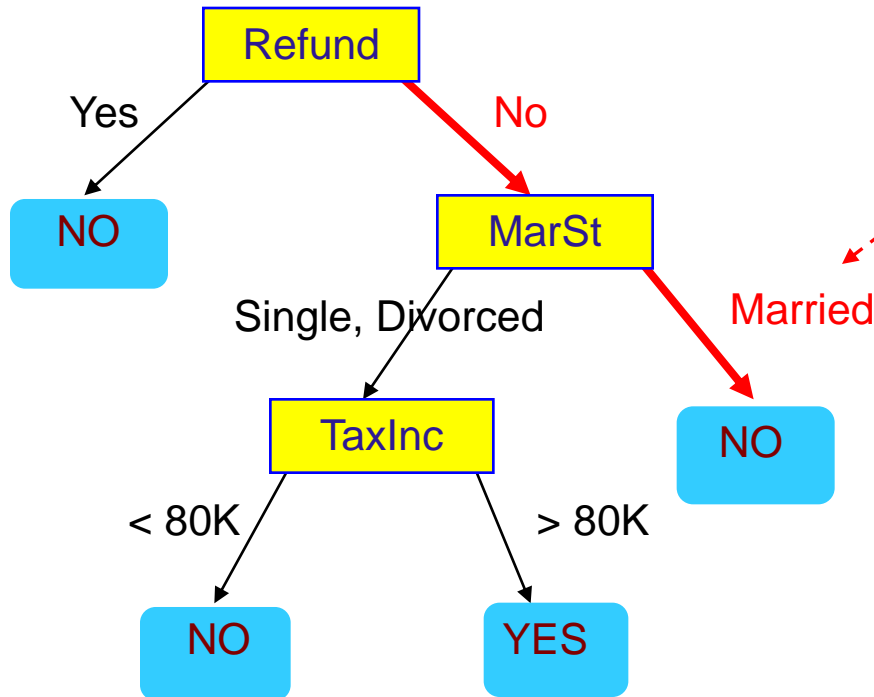 Refund
Yes
No
NO
MarSt
Single, Divorced
Married
TaxInc
NO
< 80K
> 80K
NO
YES